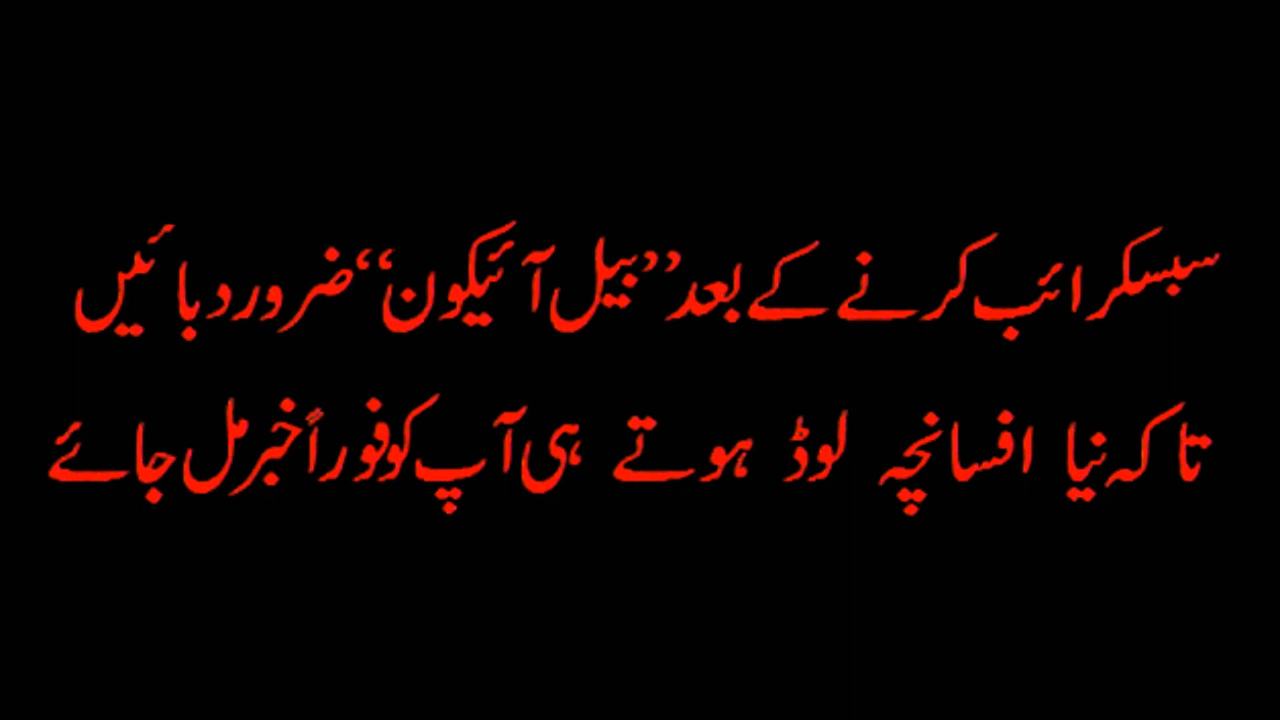 سبسکرائب کرنے کے بعد ’’بیل آئیکون‘‘ ضرور دبائیں
تاکہ نیا افسانچہ لوڈ ہوتے ہی آپ کو فوراً خبر مل جائے